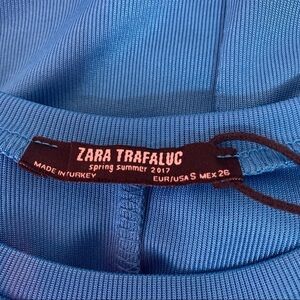 ZARA TRAFALUC
spring summer 2017
MADE IN TURKEY
EUR/USA S MEX 26